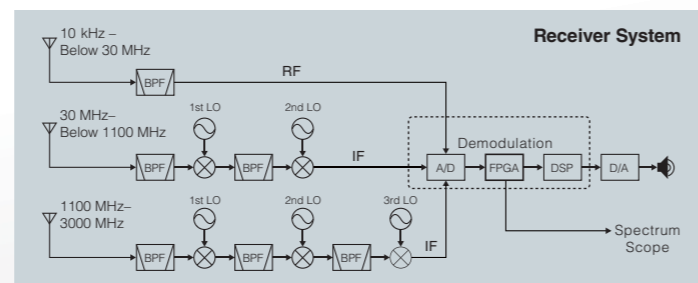 Receiver System
10 kHz –
Below 30 MHz
BPF
RF
30 MHz–
Below 1100 MHz
1st LO
2nd LO
BPF
BPF
IF
Demodulation
A/D
FPGA
DSP
D/A
1100 MHz–
3000 MHz
1st LO
2nd LO
3rd LO
BPF
BPF
BPF
IF
Spectrum
Scope